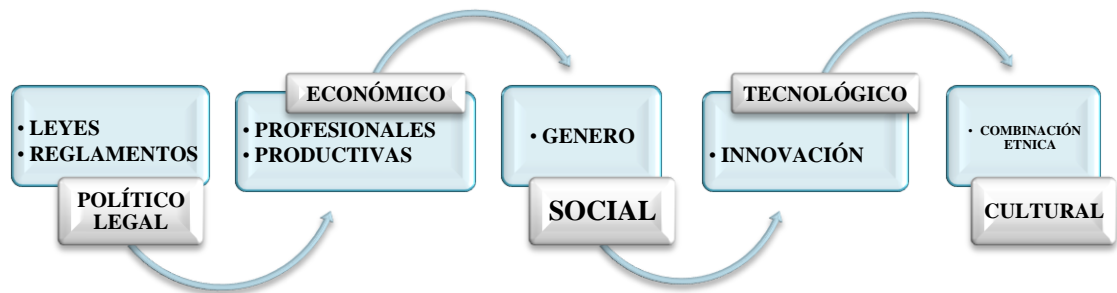 • LEYES
• REGLAMENTOS
POLÍTICO
LEGAL
ECONÓMICO
• PROFESIONALES
• PRODUCTIVAS
• GENERO
SOCIAL
TECNOLÓGICO
• INNOVACIÓN
• COMBINACIÓN
ETNICA
CULTURAL